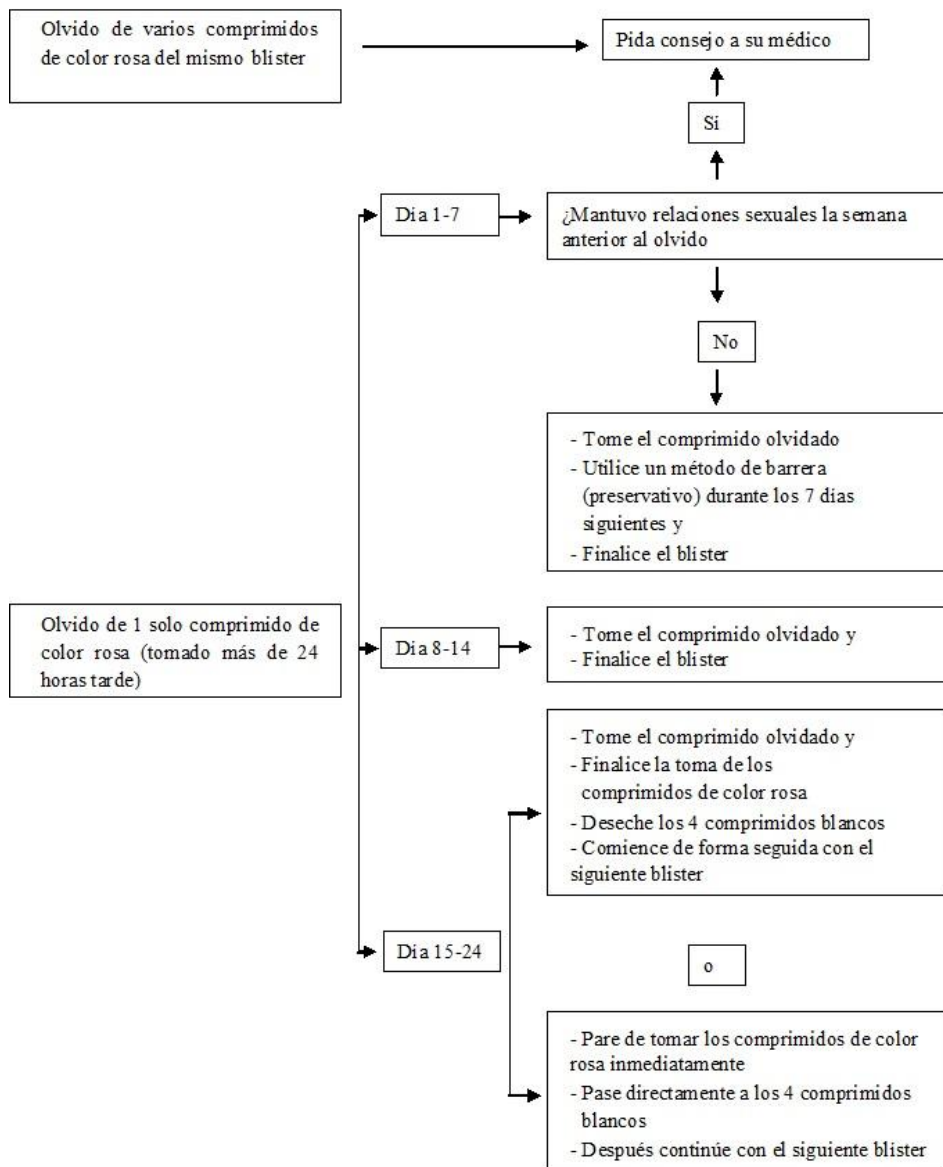 Olvido de varios comprimidos
de color rosa del mismo blister
Pida consejo a su médico
Si
Dia 1-7
¿Mantuvo relaciones sexuales la semana
anterior al olvido
No
- Tome el comprimido olvidado
- Utilice un método de barrera
(preservativo) durante los 7 dias
siguientes y
- Finalice el blister
Olvido de 1 solo comprimido de
color rosa (tomado más de 24
horas tarde)
Dia 8-14
- Tome el comprimido olvidado y
- Finalice el blister
- Tome el comprimido olvidado y
- Finalice la toma de los
comprimidos de color rosa
- Deseche los 4 comprimidos blancos
- Comience de forma seguida con el
siguiente blister
Dia 15-24
o
- Pare de tomar los comprimidos de color
rosa inmediatamente
- Pase directamente a los 4 comprimidos
blancos
- Después continúe con el siguiente blister